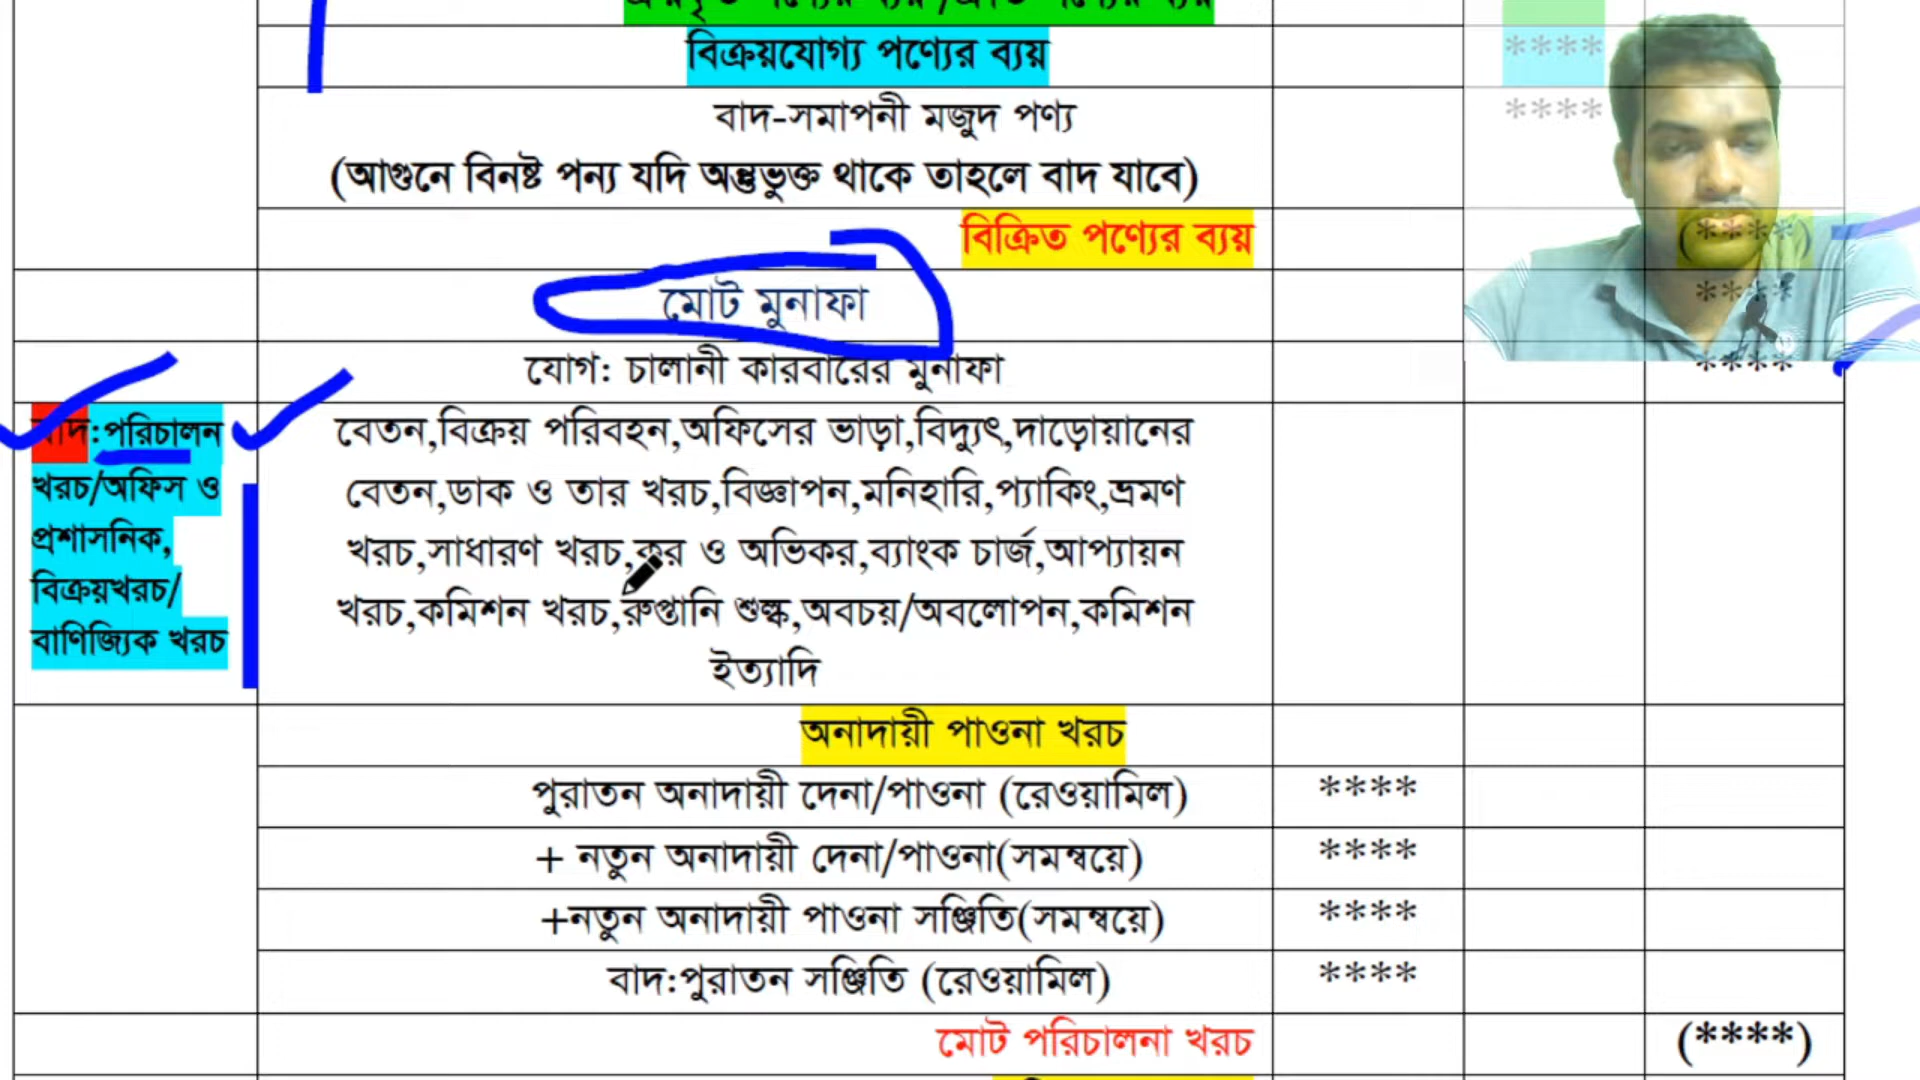 বিক্রয়যোগ্য পণ্যের ব্যয়
****
বাদ-সমাপনী মজুদ পণ্য
****
(আগুনে বিনষ্ট পন্য যদি অন্তুভুক্ত থাকে তাহলে বাদ যাবে)
বিক্রিত পণ্যের ব্যয়
(****)
মোট মুনাফা
****
যোগ: চালানী কারবারের মুনাফা
****
বাদ:পরিচালন
খরচ/অফিস ও
প্রশাসনিক,
বিক্রয়খরচ/
বাণিজ্যিক খরচ
বেতন,বিক্রয় পরিবহন,অফিসের ভাড়া,বিদ্যুৎ,দাড়োয়ানের
বেতন,ডাক ও তার খরচ,বিজ্ঞাপন,মনিহারি,প্যাকিং,ভ্রমণ
খরচ,সাধারণ খরচ,কর ও অভিকর,ব্যাংক চার্জ,আপ্যায়ন
খরচ,কমিশন খরচ,রুপ্তানি শুল্ক,অবচয়/অবলোপন,কমিশন
ইত্যাদি
অনাদায়ী পাওনা খরচ
পুরাতন অনাদায়ী দেনা/পাওনা (রেওয়ামিল)
****
+ নতুন অনাদায়ী দেনা/পাওনা(সমন্বয়ে)
****
+নতুন অনাদায়ী পাওনা সঞ্জিতি(সমন্বয়ে)
****
বাদ:পুরাতন সঞ্জিতি (রেওয়ামিল)
****
মোট পরিচালনা খরচ
(****)